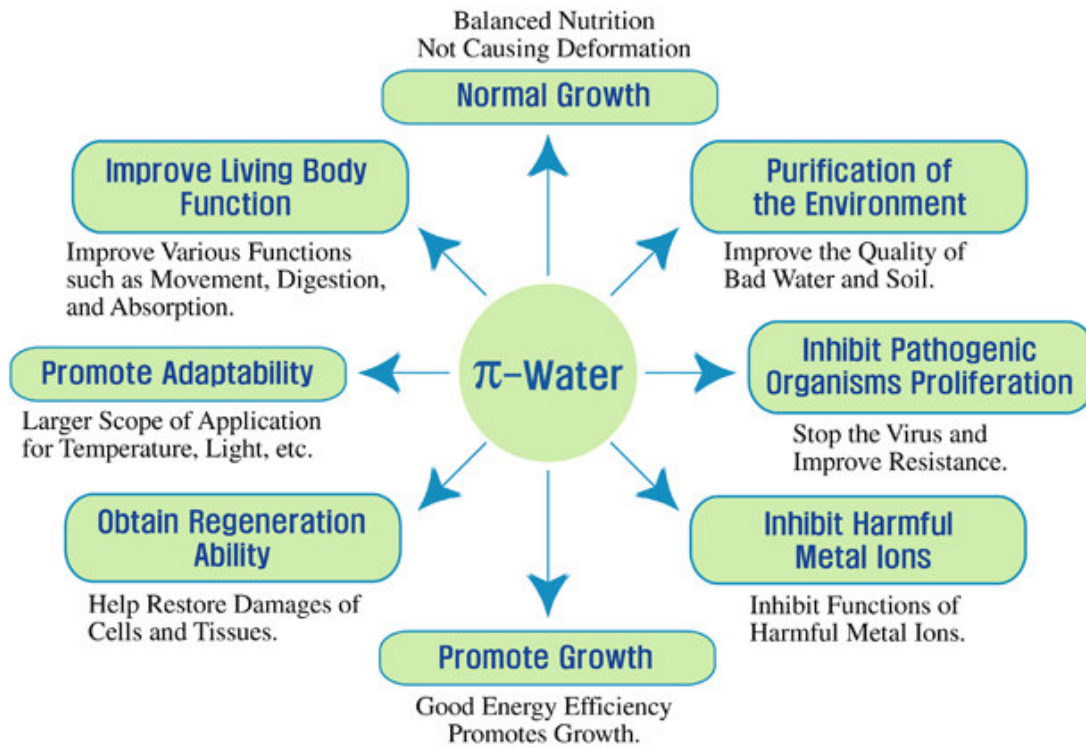 Balanced Nutrition
Not Causing Deformation
Normal Growth
Improve Living Body
Function
Improve Various Functions
such as Movement, Digestion,
and Absorption.
Purification of
the Environment
Improve the Quality of
Bad Water and Soil.
Promote Adaptability
Larger Scope of Application
for Temperature, Light, etc.
π-Water
Inhibit Pathogenic
Organisms Proliferation
Stop the Virus and
Improve Resistance.
Obtain Regeneration
Ability
Help Restore Damages of
Cells and Tissues.
Inhibit Harmful
Metal Ions
Inhibit Functions of
Harmful Metal Ions.
Promote Growth
Good Energy Efficiency
Promotes Growth.